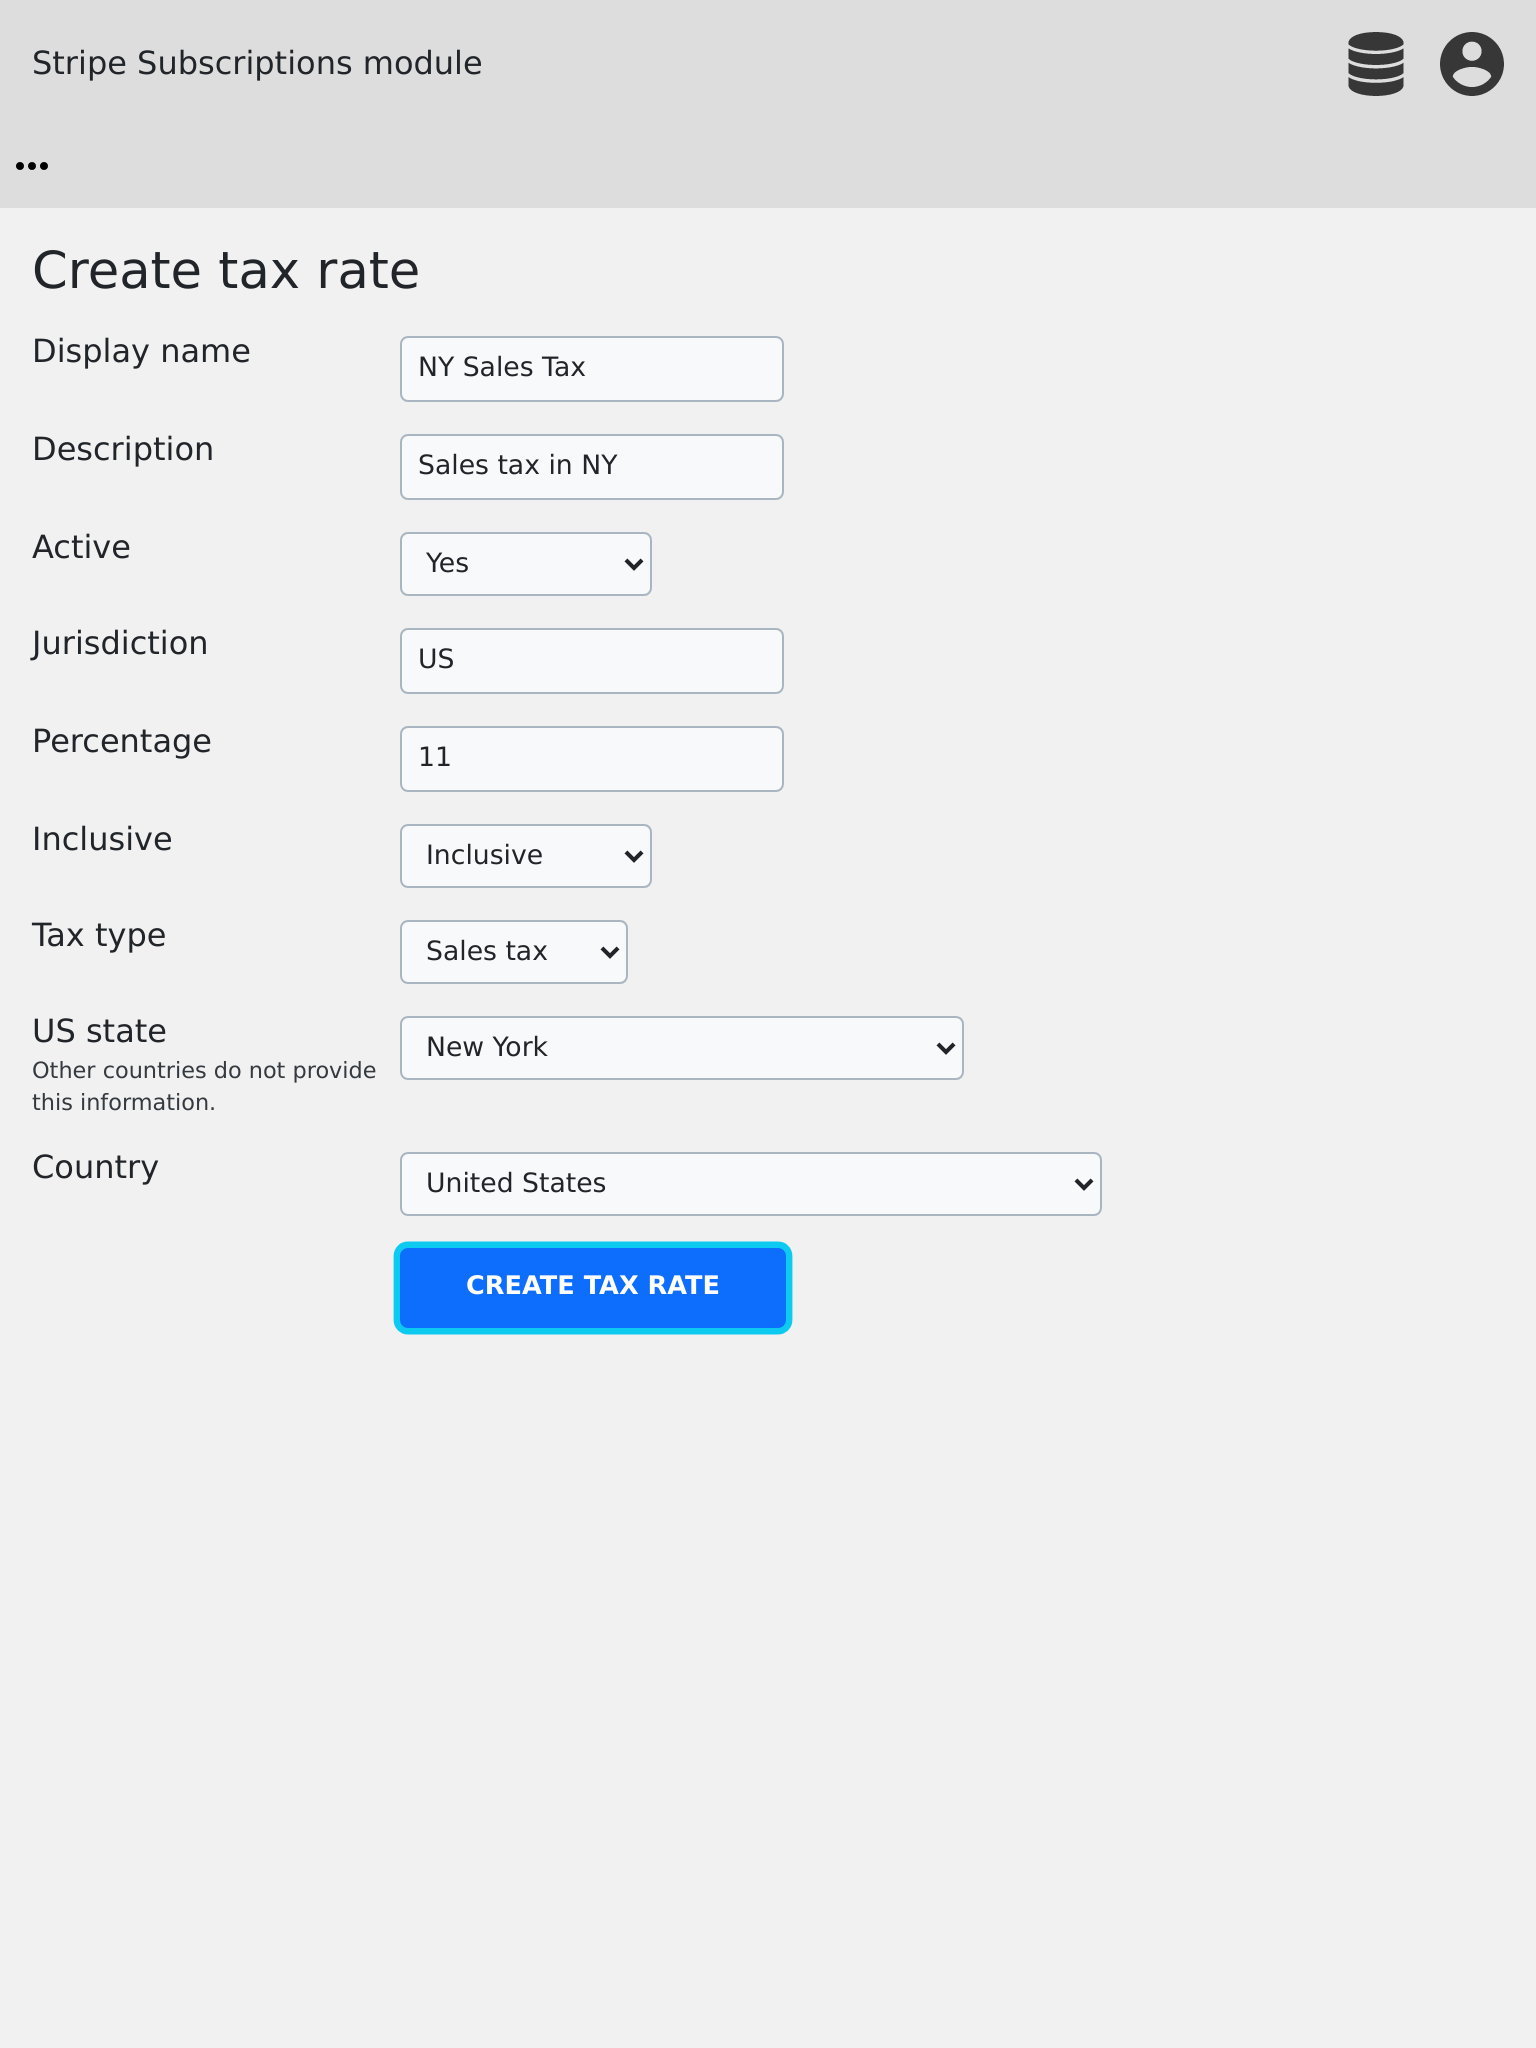 Stripe Subscriptions module
Create tax rate
Display name
NY Sales Tax
Description
Sales tax in NY
Active
Yes
Jurisdiction
US
Percentage
11
Inclusive
Inclusive
Tax type
Sales tax
US state
New York
Other countries do not provide
this information.
Country
United States
CREATE TAX RATE